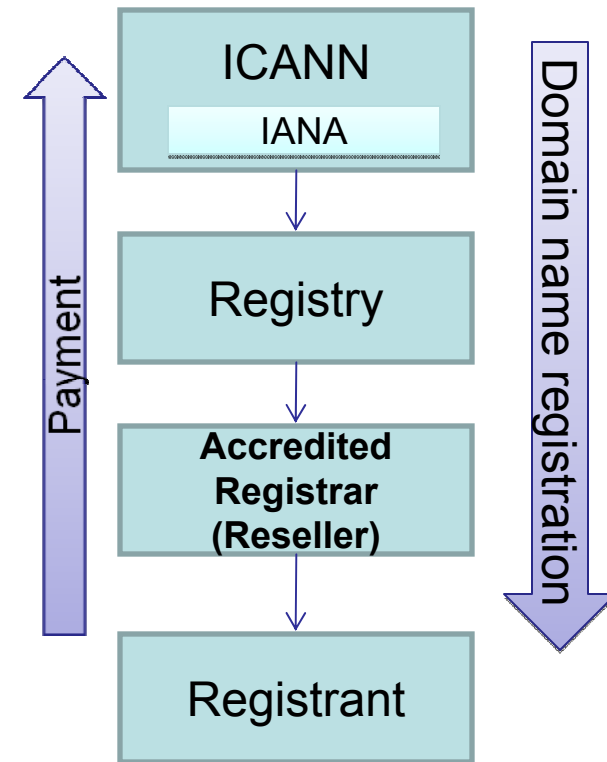 ICANN
IANA
Registry
Accredited
Registrar
(Reseller)
Registrant
Payment
Domain name registration